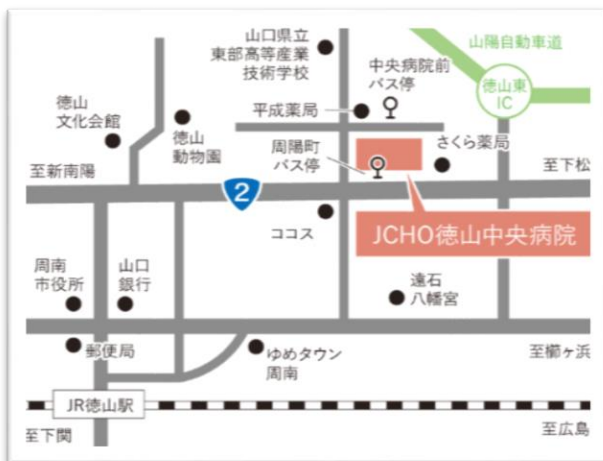 山口県立
東部高等産業
技術学校
山陽自動車道
中央病院前
バス停
徳山東
IC
徳山
文化会館
平成薬局
徳山
動物園
周陽町
バス停
さくら薬局
至新南陽
至下松
2
ココス
JCHO徳山中央病院
周南
市役所
山口
銀行
遠石
八幡宮
郵便局
ゆめタウン
周南
至櫛ヶ浜
JR徳山駅
至下関
至広島